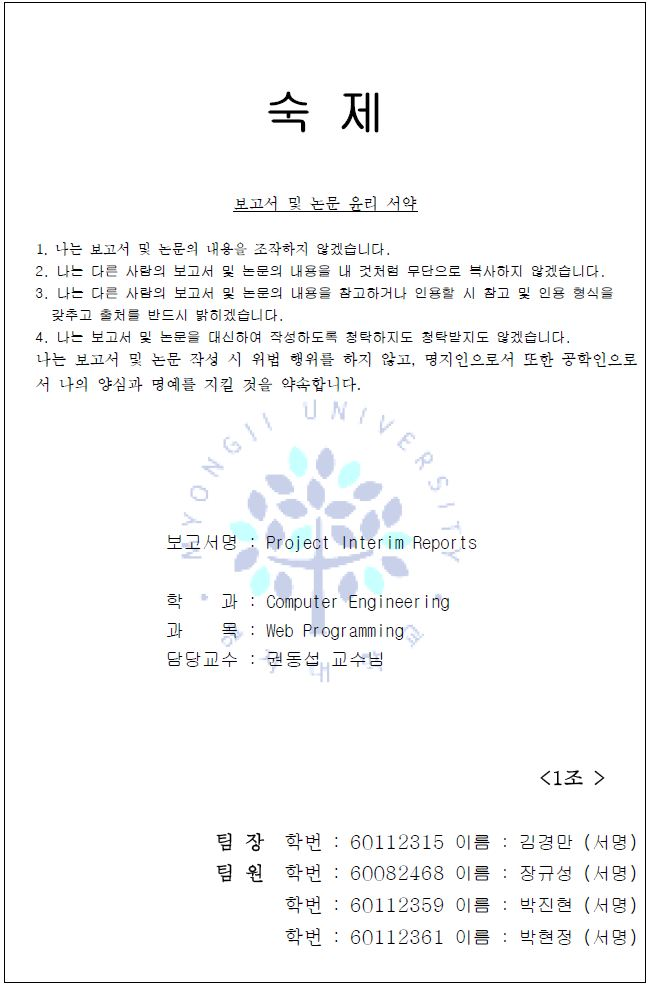 숙 제
보고서 및 논문 윤리 서약
1. 나는 보고서 및 논문의 내용을 조작하지 않겠습니다.
2. 나는 다른 사람의 보고서 및 논문의 내용을 내 것처럼 무단으로 복사하지 않겠습니다.
3. 나는 다른 사람의 보고서 및 논문의 내용을 참고하거나 인용할 시 참고 및 인용 형식을
갖추고 출처를 반드시 밝히겠습니다.
4. 나는 보고서 및 논문을 대신하여 작성하도록 청탁하지도 청탁받지도 않겠습니다.
나는 보고서 및 논문 작성 시 위법 행위를 하지 않고, 명지인으로서 또한 공학인으로
서 나의 양심과 명예를 지킬 것을 약속합니다.
MYONGJI UNIVERSITY
보고서명 : Project Interim Reports
학 과 : Computer Engineering
과 목 : Web Programming
담당교수 : 권동섭 교수님
<1조 >
팀 장 학번 : 60112315 이름 : 김경만 (서명)
팀 원 학번 : 60082468 이름 : 장규성 (서명)
학번 : 60112359 이름 : 박진현 (서명)
학번 : 60112361 이름 : 박현정 (서명)